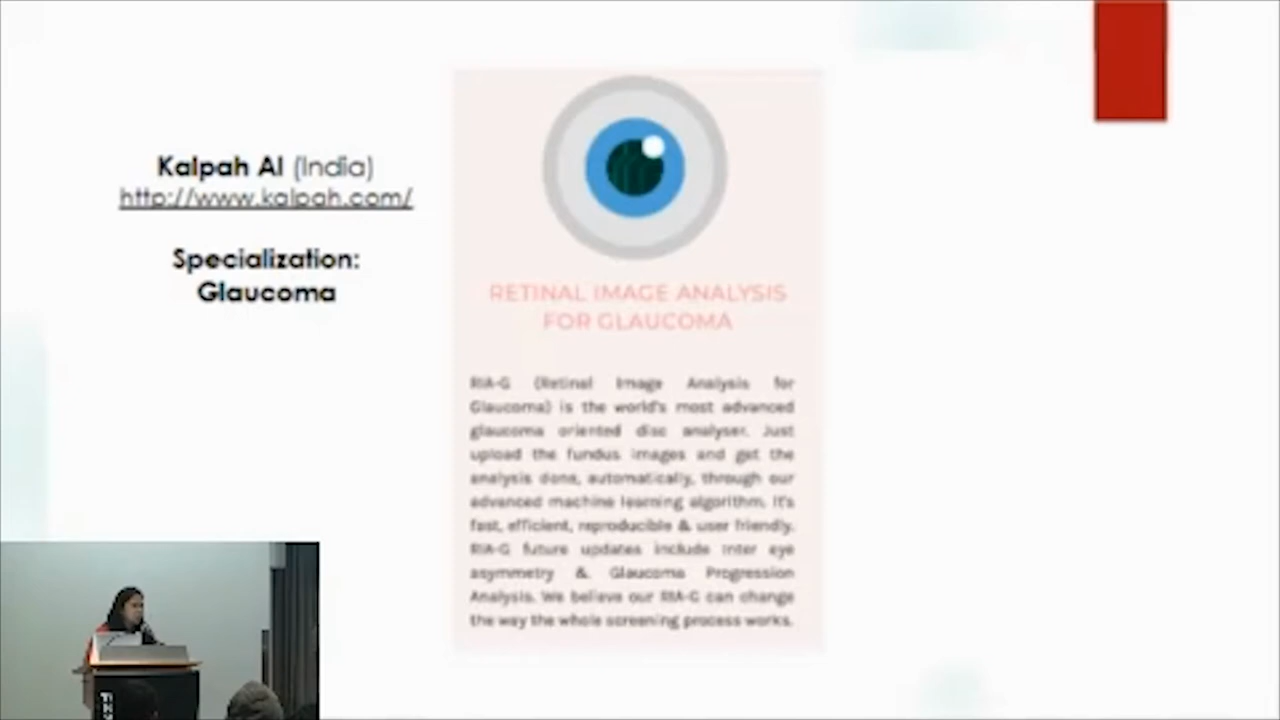 Kalpah AI (India)
http://www.kalpah.com/
Specialization:
Glaucoma
RETINAL IMAGE ANALYSIS
FOR GLAUCOMA
RIA-G (Retinal Image Analysis for
Glaucoma) is the world's most advanced
glaucoma oriented disc analyser. Just
upload the fundus images and get the
analysis done, automatically, through our
advanced machine learning algorithm. It's
fast, efficient, reproducible & user friendly.
RIA-G future updates include Inter eye
asymmetry & Glaucoma Progression
Analysis. We believe our RIA-G can change
the way the whole screening process works.